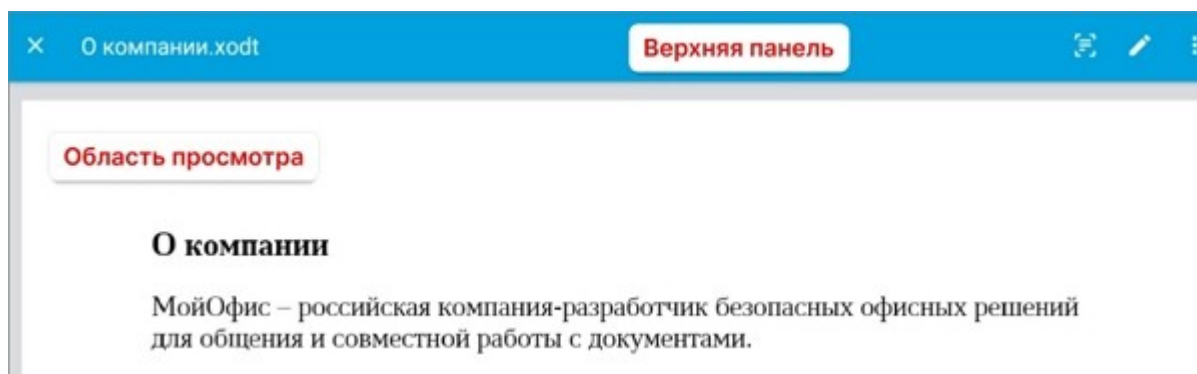 О компании.xodt
Верхняя панель
Область просмотра
О компании
МойОфис – российская компания-разработчик безопасных офисных решений
для общения и совместной работы с документами.